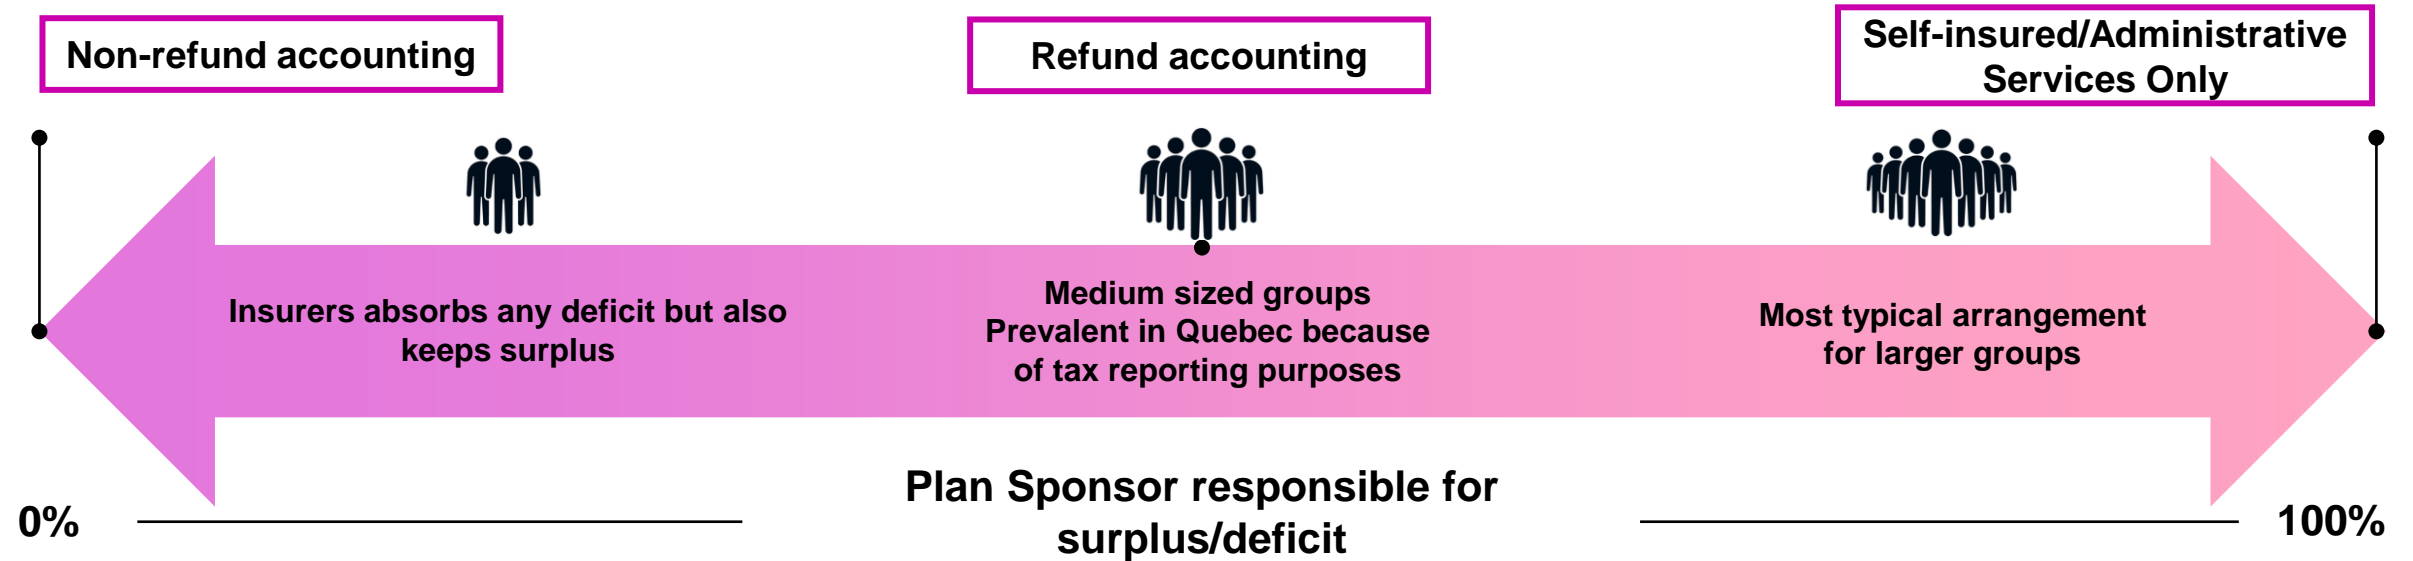 Non-refund accounting
Refund accounting
Self-insured/Administrative
Services Only
Insurers absorbs any deficit but also
keeps surplus
Medium sized groups
Prevalent in Quebec because
of tax reporting purposes
Most typical arrangement
for larger groups
0%
Plan Sponsor responsible for
surplus/deficit
100%